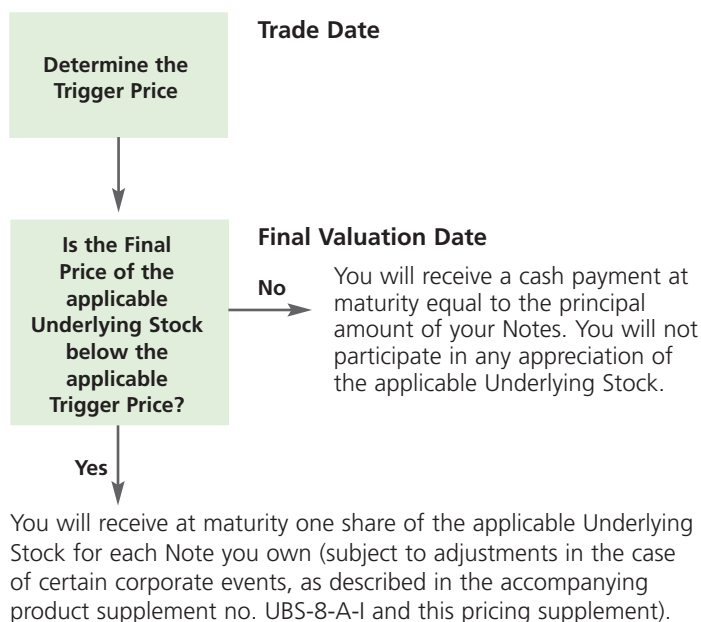 Trade Date
Determine the
Trigger Price
Final Valuation Date
Is the Final
Price of the
applicable
Underlying Stock
below the
applicable
Trigger Price?
No
You will receive a cash payment at
maturity equal to the principal
amount of your Notes. You will not
participate in any appreciation of
the applicable Underlying Stock.
Yes
You will receive at maturity one share of the applicable Underlying
Stock for each Note you own (subject to adjustments in the case
of certain corporate events, as described in the accompanying
product supplement no. UBS-8-A-I and this pricing supplement).